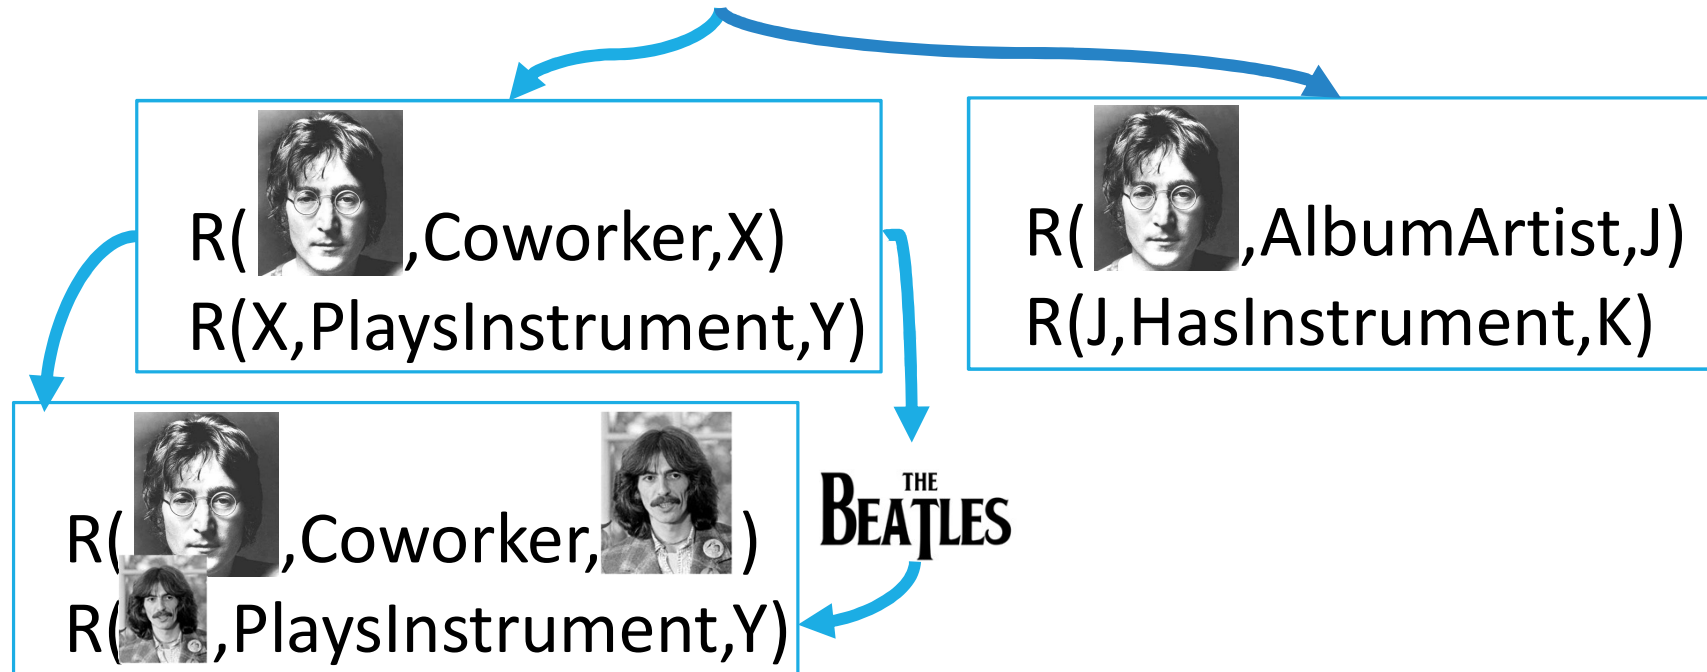 R( ,Coworker,X)
R(X,PlaysInstrument,Y)
R( ,AlbumArtist,J)
R(J,HasInstrument,K)
R( ,Coworker, )
R( ,PlaysInstrument,Y)
THE
BEATLES